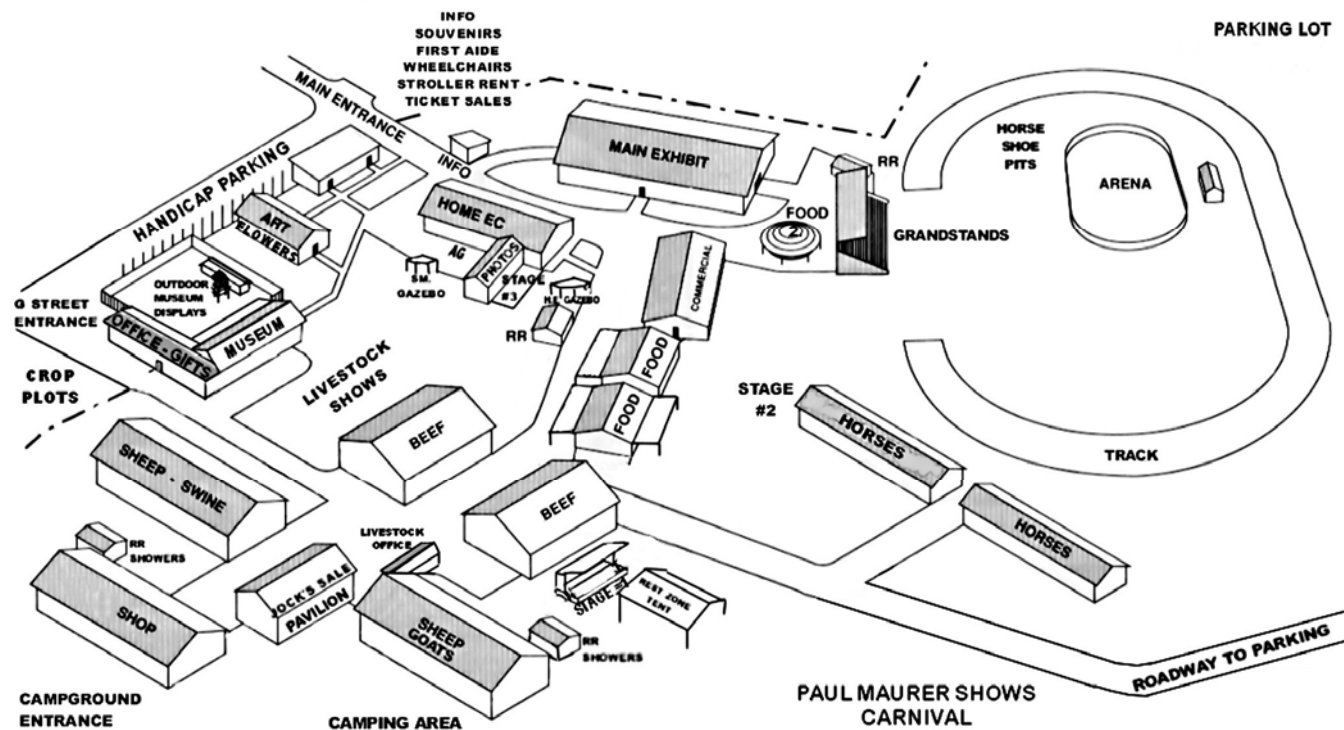 INFO
SOUVENIRS
FIRST AIDE
WHEELCHAIRS
STROLLER RENT
TICKET SALES
PARKING LOT
MAIN ENTRANCE
INFO
MAIN EXHIBIT
RR
HORSE
SHOE
PITS
ARENA
HANDICAP PARKING
ART
FLOWERS
HOME EC
AG
PHOTOS
STAGE
#3
SM.
GAZEBO
H.E. GAZEBO
FOOD
2
GRANDSTANDS
COMMERCIAL
OUTDOOR
MUSEUM
DISPLAYS
G STREET
ENTRANCE
OFFICE - GIFTS
MUSEUM
RR
CROP
PLOTS
LIVESTOCK
SHOWS
FOOD
FOOD
STAGE
#2
HORSES
TRACK
BEEF
SHEEP - SWINE
BEEF
HORSES
RR
SHOWERS
LIVESTOCK
OFFICE
SHOP
JOCK'S SALE
PAVILION
SHEEP
GOATS
STAGE #1
REST ZONE
TENT
RR
SHOWERS
ROADWAY TO PARKING
CAMPGROUND
ENTRANCE
CAMPING AREA
PAUL MAURER SHOWS
CARNIVAL